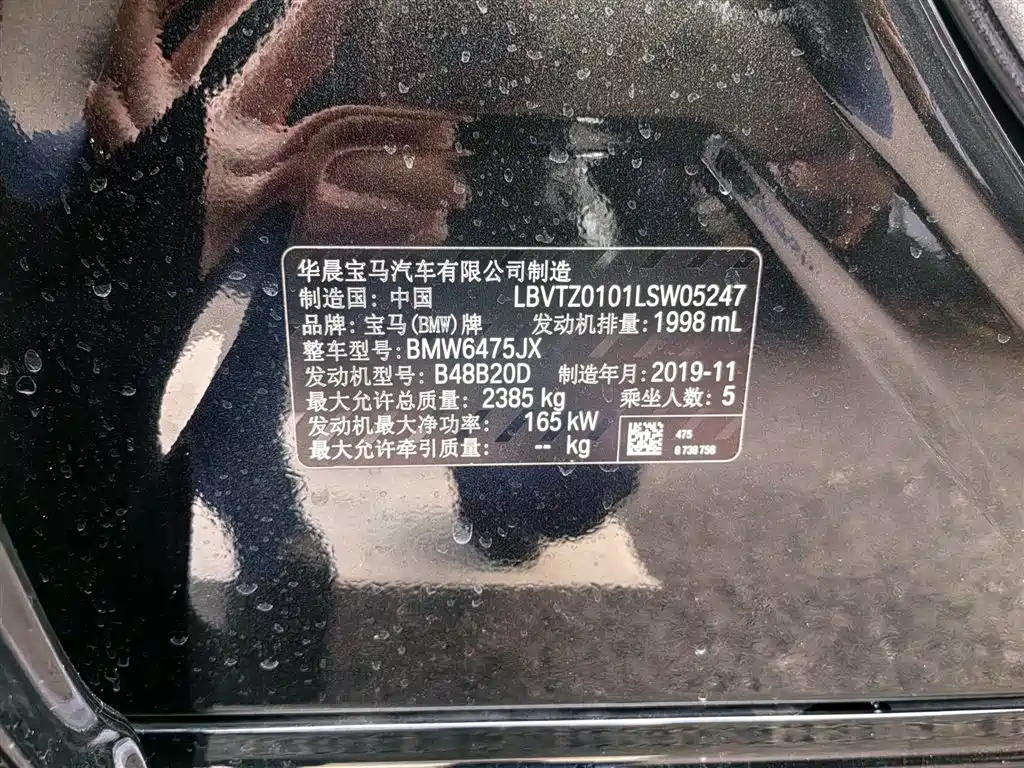 华晨宝马汽车有限公司制造
制造国：中国 LBVTZ0101LSW05247
品牌：宝马(BMW)牌 发动机排量：1998 mL
整车型号：BMW6475JX
发动机型号：B48B20D 制造年月：2019-11
最大允许总质量：2385 kg 乘坐人数：5
发动机最大净功率：165 kW
最大允许牵引质量：-- kg
475
8 738 756